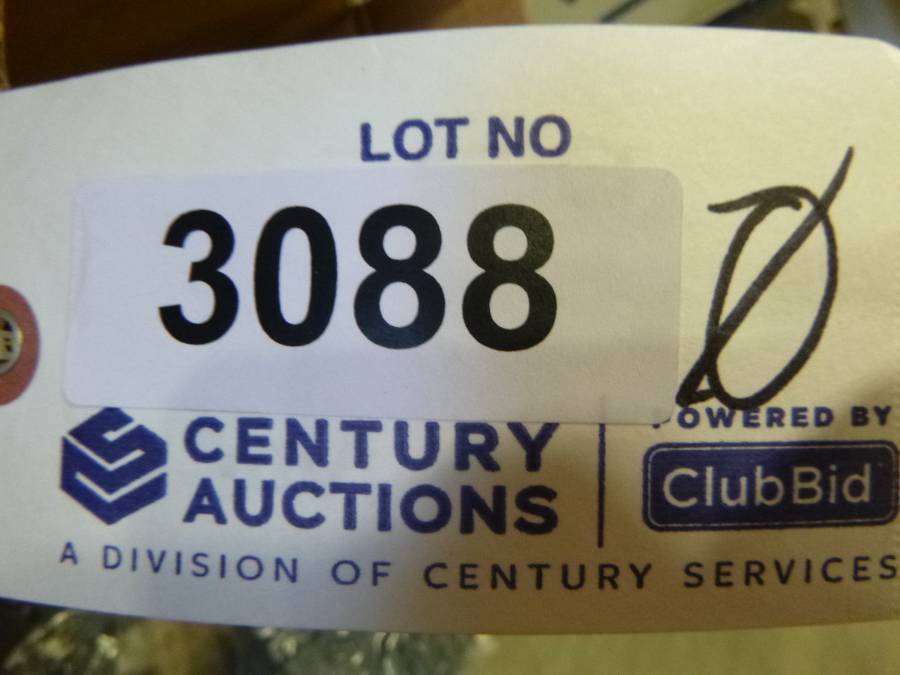 LOT NO
3088 Ø
CENTURY
AUCTIONS
POWERED BY
ClubBid
A DIVISION OF CENTURY SERVICES